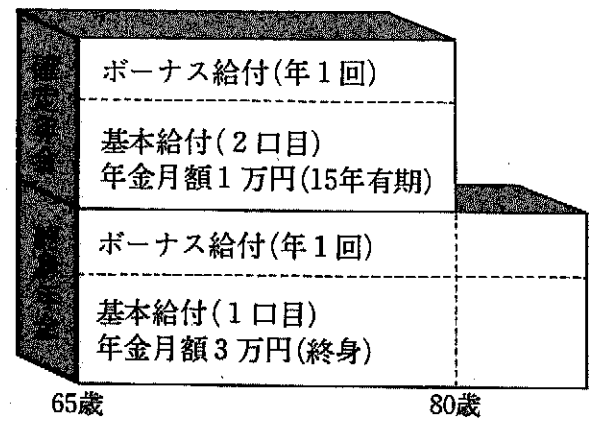 ボーナス給付(年1回)
基本給付(2口目)
年金月額1万円(15年有期)
ボーナス給付(年1回)
基本給付(1口目)
年金月額3万円(終身)
65歳
80歳